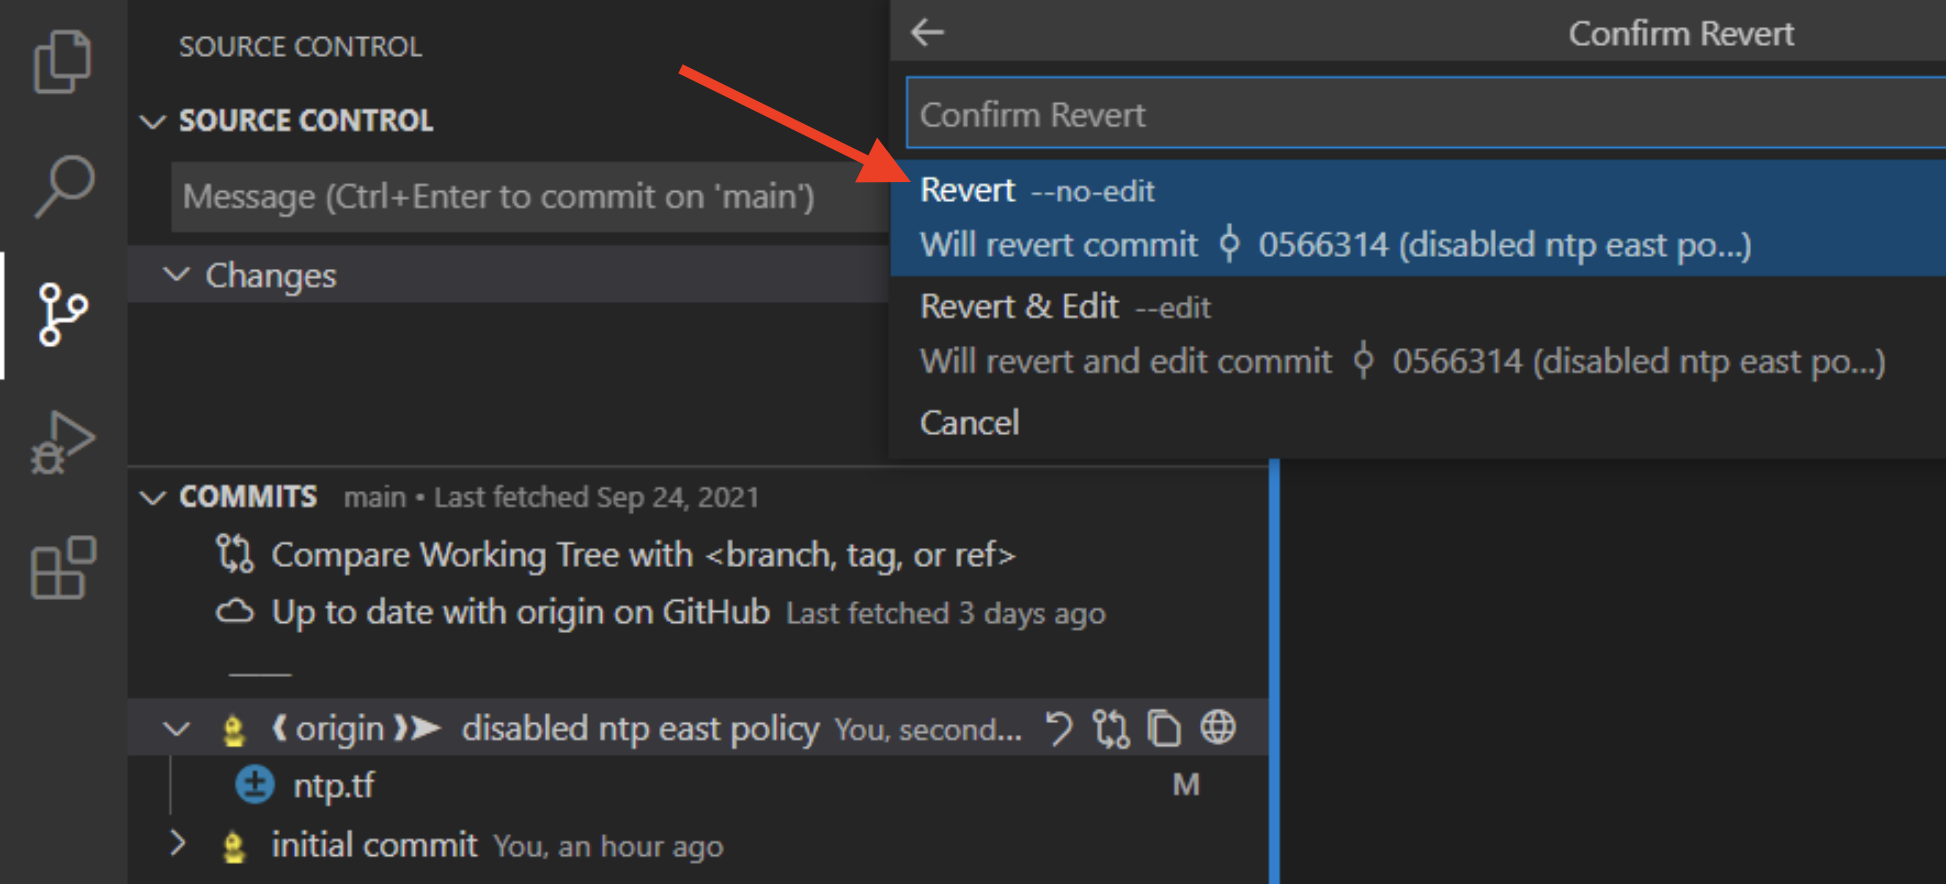 SOURCE CONTROL
SOURCE CONTROL
Message (Ctrl+Enter to commit on 'main')
Changes
Confirm Revert
Confirm Revert
Revert --no-edit
Will revert commit 0566314 (disabled ntp east po...)
Revert & Edit --edit
Will revert and edit commit 0566314 (disabled ntp east po...)
Cancel
COMMITS main • Last fetched Sep 24, 2021
Compare Working Tree with <branch, tag, or ref>
Up to date with origin on GitHub Last fetched 3 days ago
❰ origin ❱➤ disabled ntp east policy You, second...
ntp.tf M
initial commit You, an hour ago